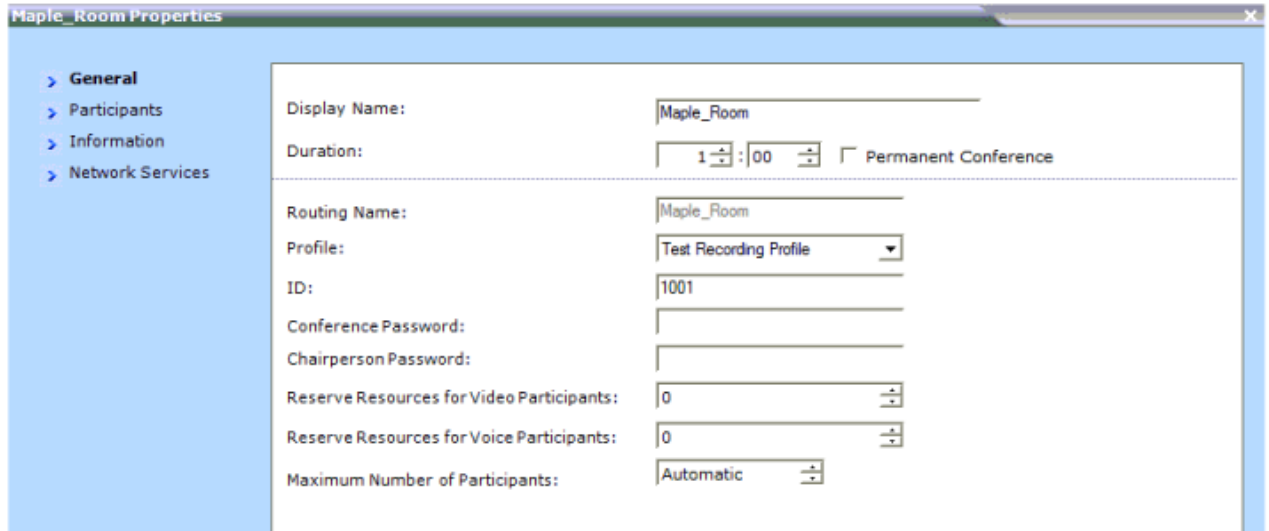 Maple_Room Properties
General
Participants
Information
Network Services
Display Name: Maple_Room
Duration: 1 : 00 Permanent Conference
Routing Name: Maple_Room
Profile: Test Recording Profile
ID: 1001
Conference Password:
Chairperson Password:
Reserve Resources for Video Participants: 0
Reserve Resources for Voice Participants: 0
Maximum Number of Participants: Automatic